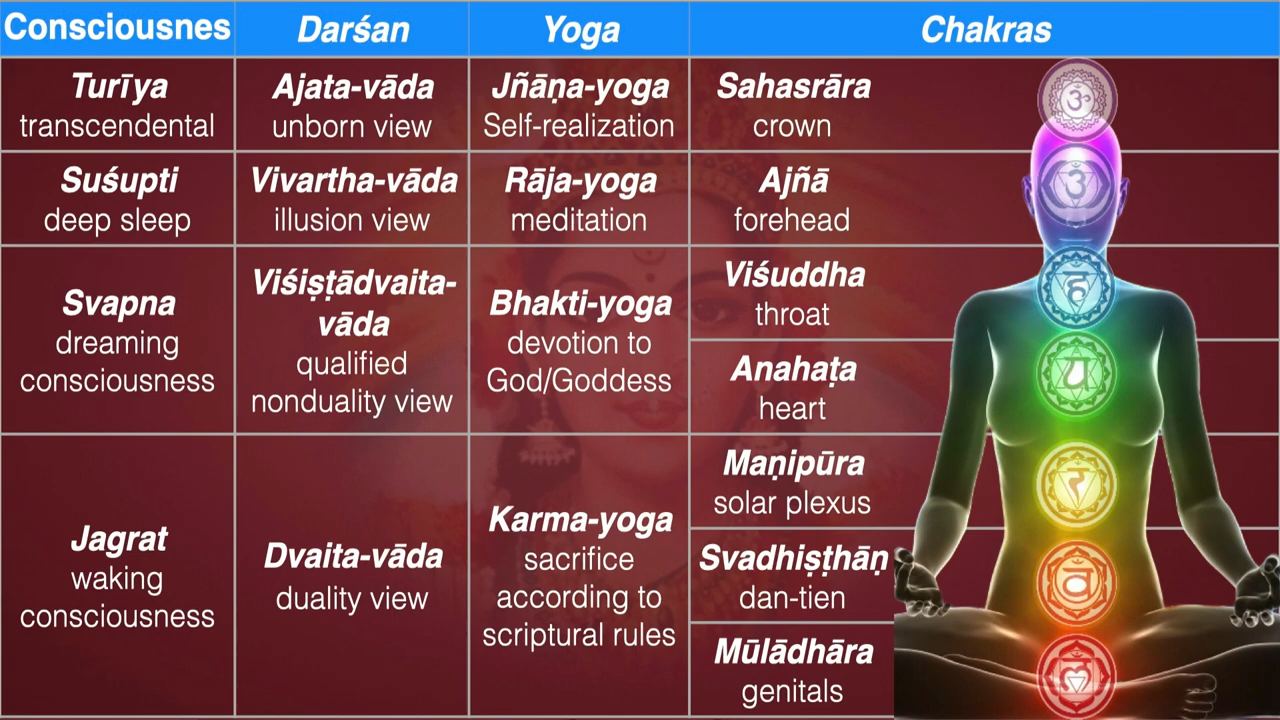 Consciousnes Darśan Yoga Chakras
Turīya
transcendental
Ajata-vāda
unborn view
Jñāṇa-yoga
Self-realization
Sahasrāra
crown
ॐ
Suśupti
deep sleep
Vivartha-vāda
illusion view
Rāja-yoga
meditation
Ajñā
forehead
Svapna
dreaming
consciousness
Viśiṣṭādvaita-
vāda
qualified
nonduality view
Bhakti-yoga
devotion to
God/Goddess
Viśuddha
throat
हं
Anahaṭa
heart
Jagrat
waking
consciousness
Dvaita-vāda
duality view
Karma-yoga
sacrifice
according to
scriptural rules
Maṇipūra
solar plexus
रं
Svadhiṣṭhāṇ
dan-tien
वं
Mūlādhāra
genitals
लं